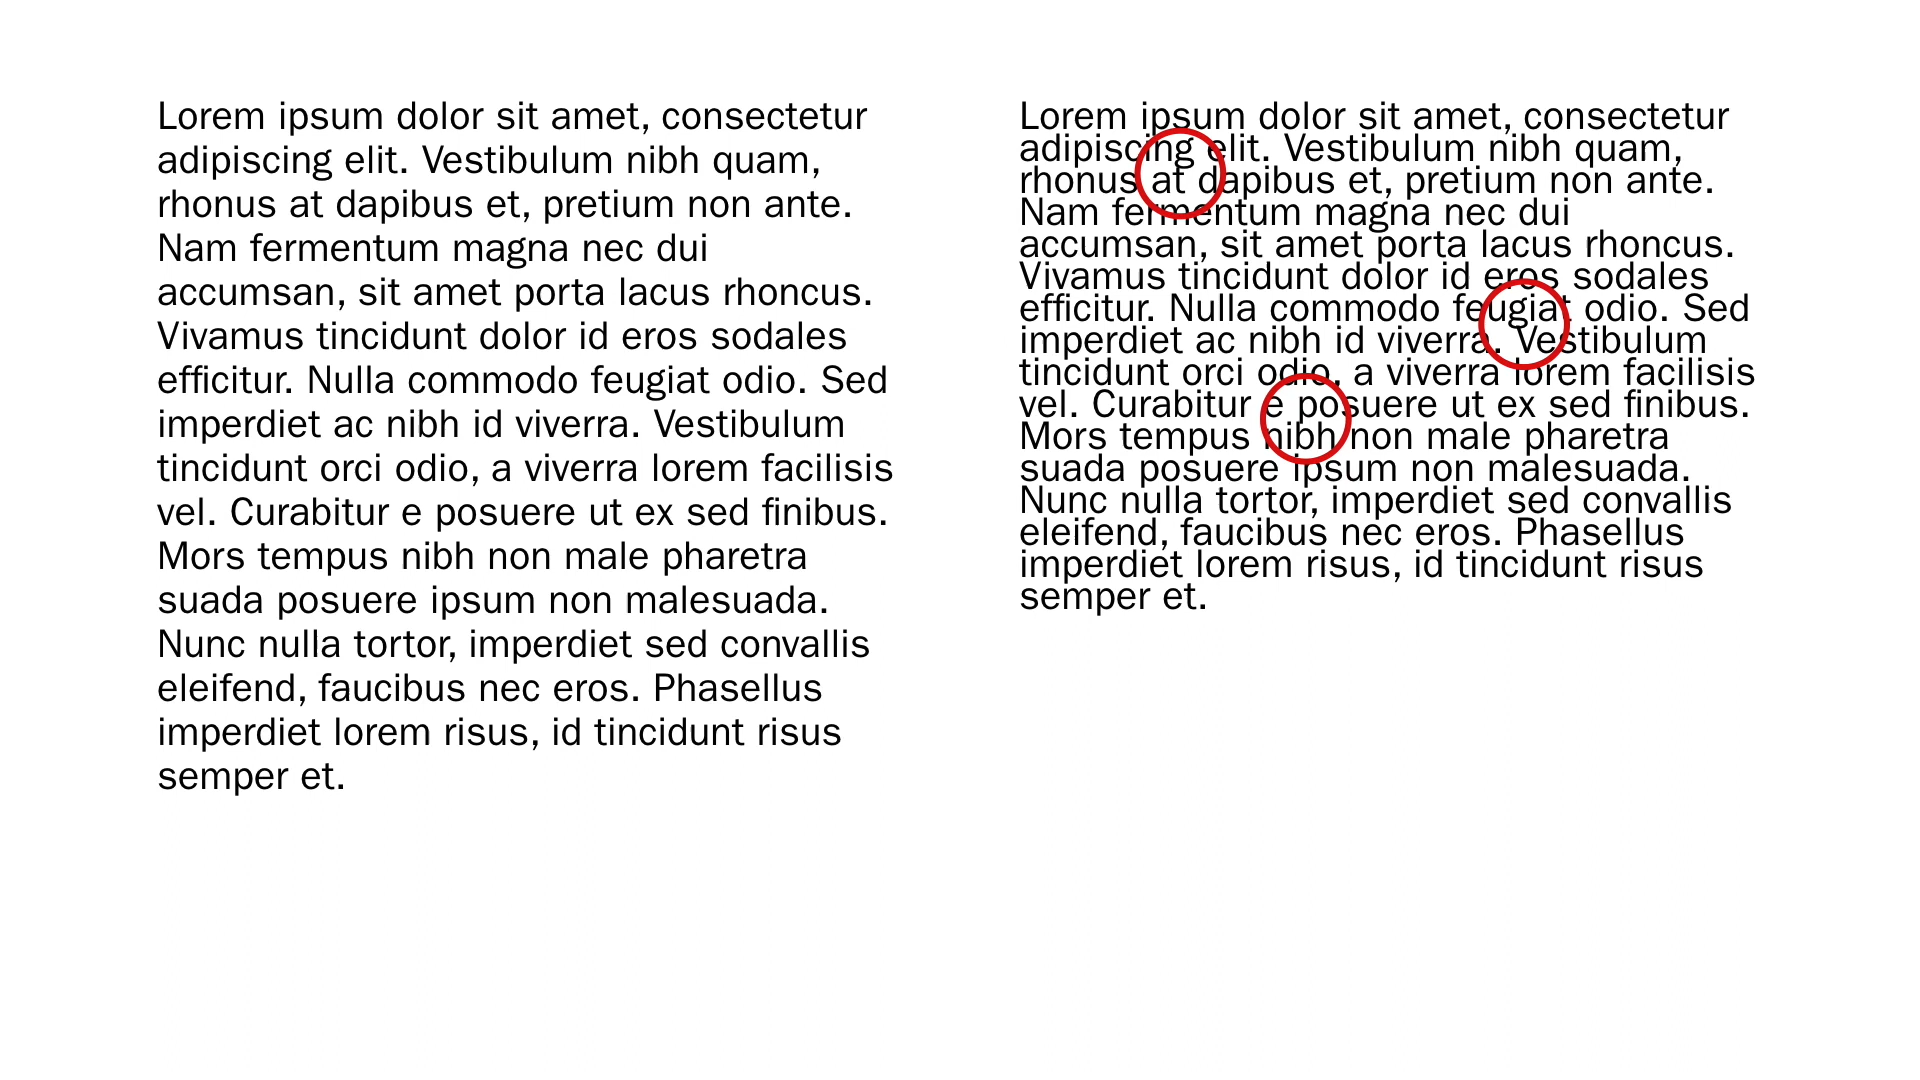 Lorem ipsum dolor sit amet, consectetur
adipiscing elit. Vestibulum nibh quam,
rhonus at dapibus et, pretium non ante.
Nam fermentum magna nec dui
accumsan, sit amet porta lacus rhoncus.
Vivamus tincidunt dolor id eros sodales
efficitur. Nulla commodo feugiat odio. Sed
imperdiet ac nibh id viverra. Vestibulum
tincidunt orci odio, a viverra lorem facilisis
vel. Curabitur e posuere ut ex sed finibus.
Mors tempus nibh non male pharetra
suada posuere ipsum non malesuada.
Nunc nulla tortor, imperdiet sed convallis
eleifend, faucibus nec eros. Phasellus
imperdiet lorem risus, id tincidunt risus
semper et.
Lorem ipsum dolor sit amet, consectetur
adipiscing elit. Vestibulum nibh quam,
rhonus at dapibus et, pretium non ante.
Nam fermentum magna nec dui
accumsan, sit amet porta lacus rhoncus.
Vivamus tincidunt dolor id eros sodales
efficitur. Nulla commodo feugiat odio. Sed
imperdiet ac nibh id viverra. Vestibulum
tincidunt orci odio, a viverra lorem facilisis
vel. Curabitur e posuere ut ex sed finibus.
Mors tempus nibh non male pharetra
suada posuere ipsum non malesuada.
Nunc nulla tortor, imperdiet sed convallis
eleifend, faucibus nec eros. Phasellus
imperdiet lorem risus, id tincidunt risus
semper et.